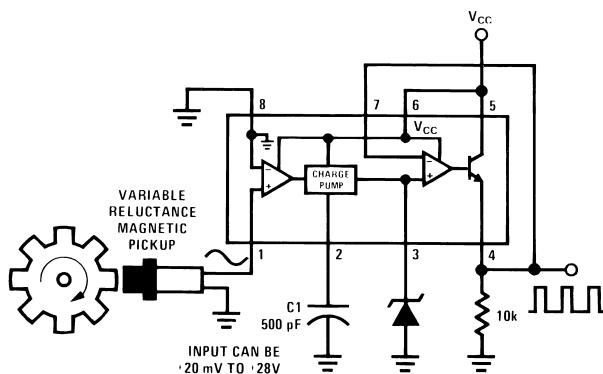 VCC
8
7
6
5
VCC
CHARGE
PUMP
VARIABLE
RELUCTANCE
MAGNETIC
PICKUP
1
2
3
4
C1
500 pF
10k
INPUT CAN BE
20 mV TO 28V